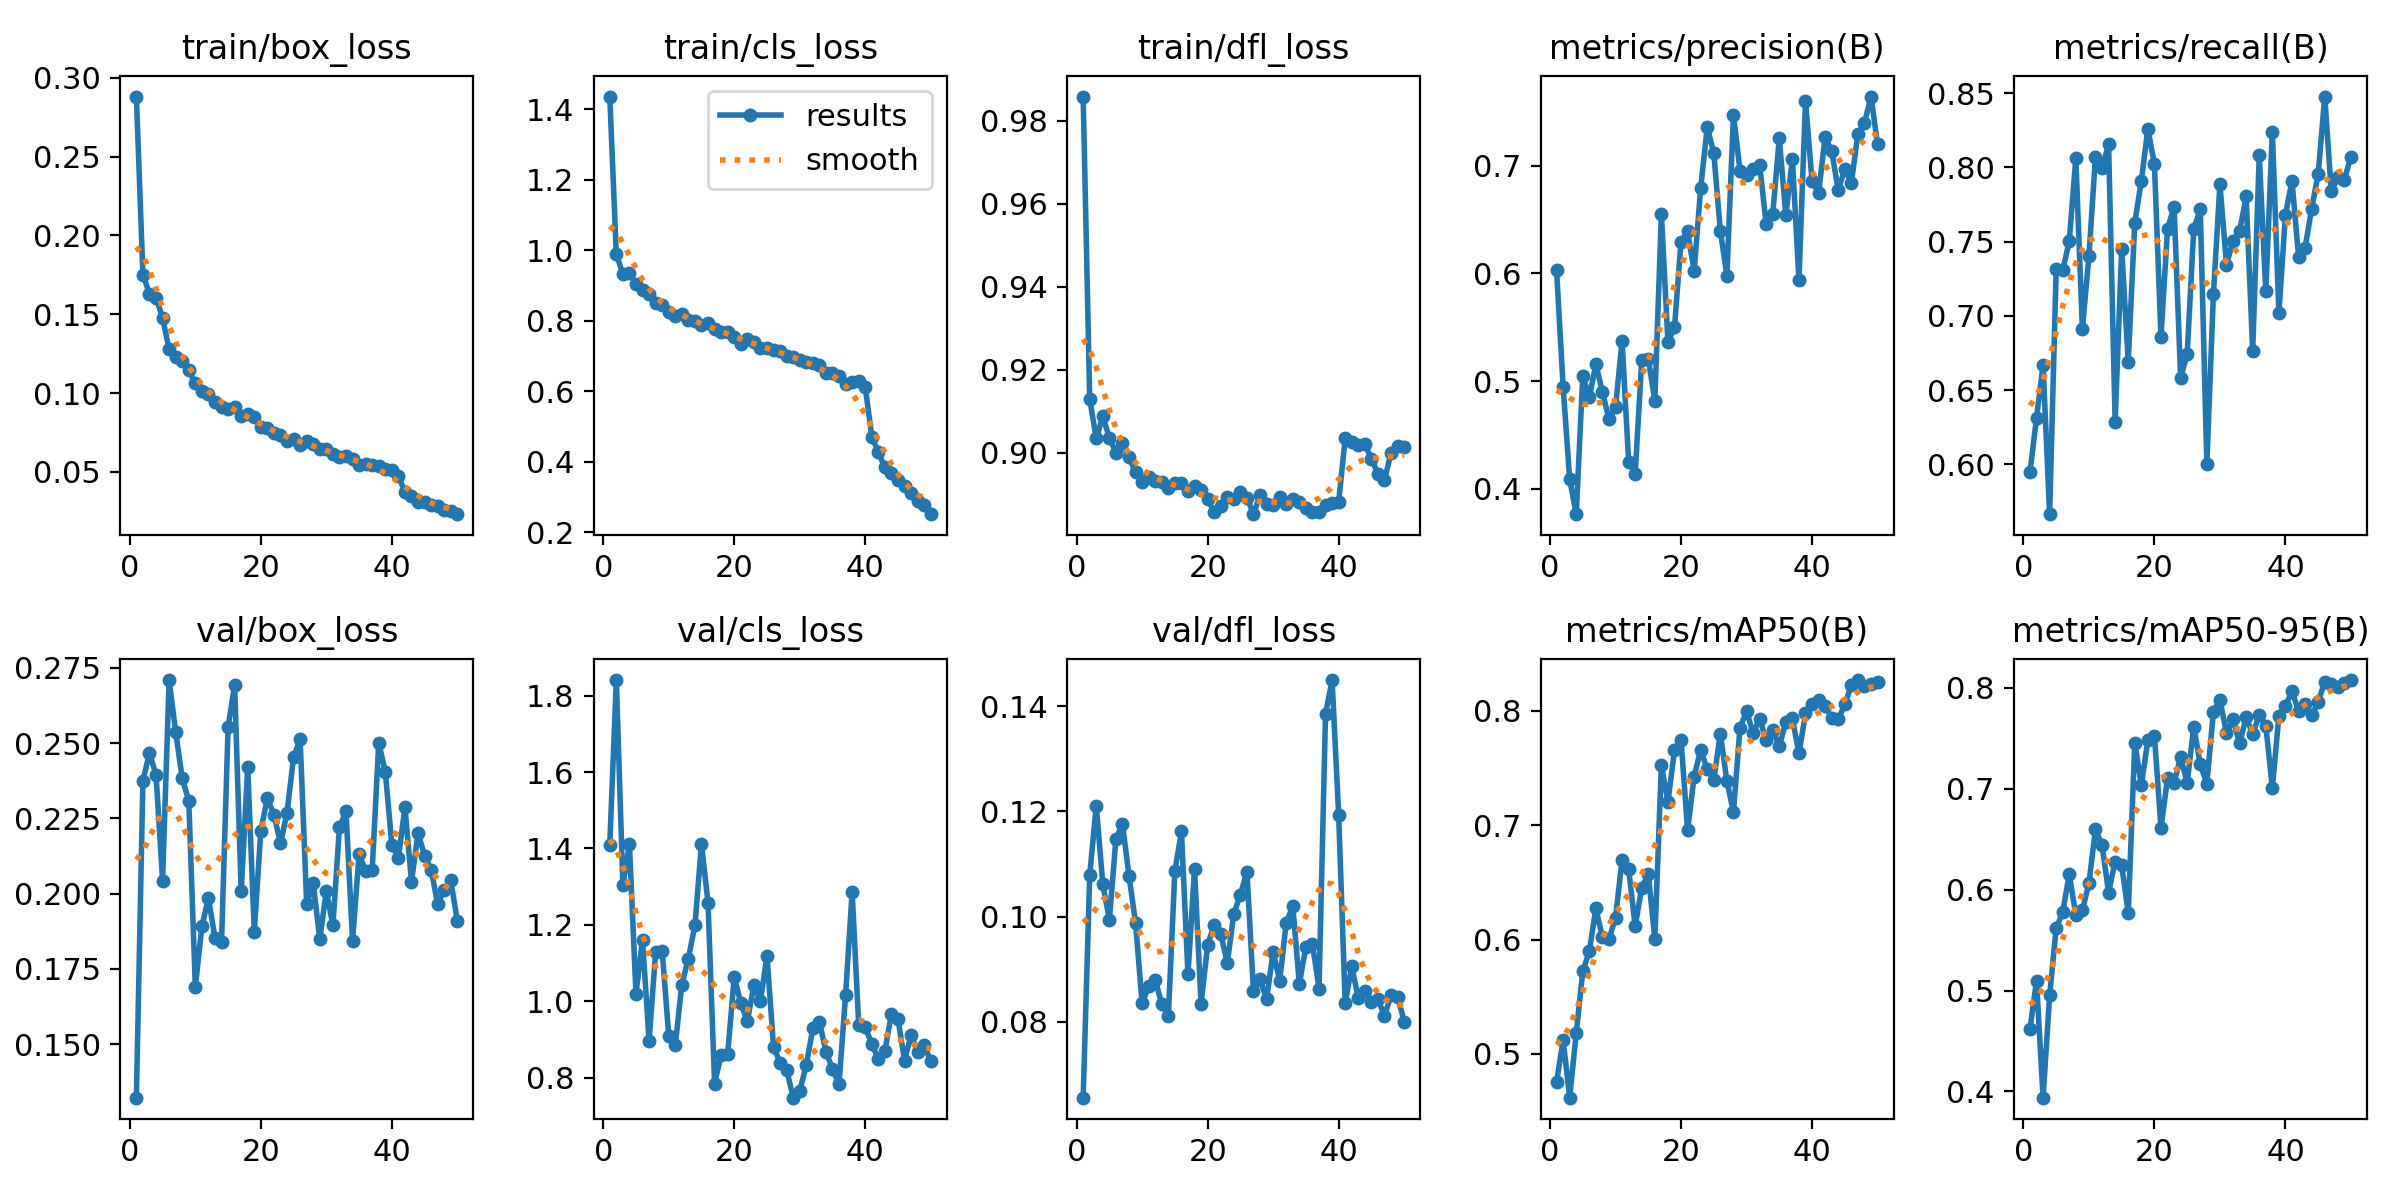 train/box_loss
0.30
0.25
0.20
0.15
0.10
0.05
0 20 40
train/cls_loss
results
smooth
1.4
1.2
1.0
0.8
0.6
0.4
0.2
0 20 40
train/dfl_loss
0.98
0.96
0.94
0.92
0.90
0 20 40
metrics/precision(B)
0.7
0.6
0.5
0.4
0 20 40
metrics/recall(B)
0.85
0.80
0.75
0.70
0.65
0.60
0 20 40
val/box_loss
0.275
0.250
0.225
0.200
0.175
0.150
0 20 40
val/cls_loss
1.8
1.6
1.4
1.2
1.0
0.8
0 20 40
val/dfl_loss
0.14
0.12
0.10
0.08
0 20 40
metrics/mAP50(B)
0.8
0.7
0.6
0.5
0 20 40
metrics/mAP50-95(B)
0.8
0.7
0.6
0.5
0.4
0 20 40